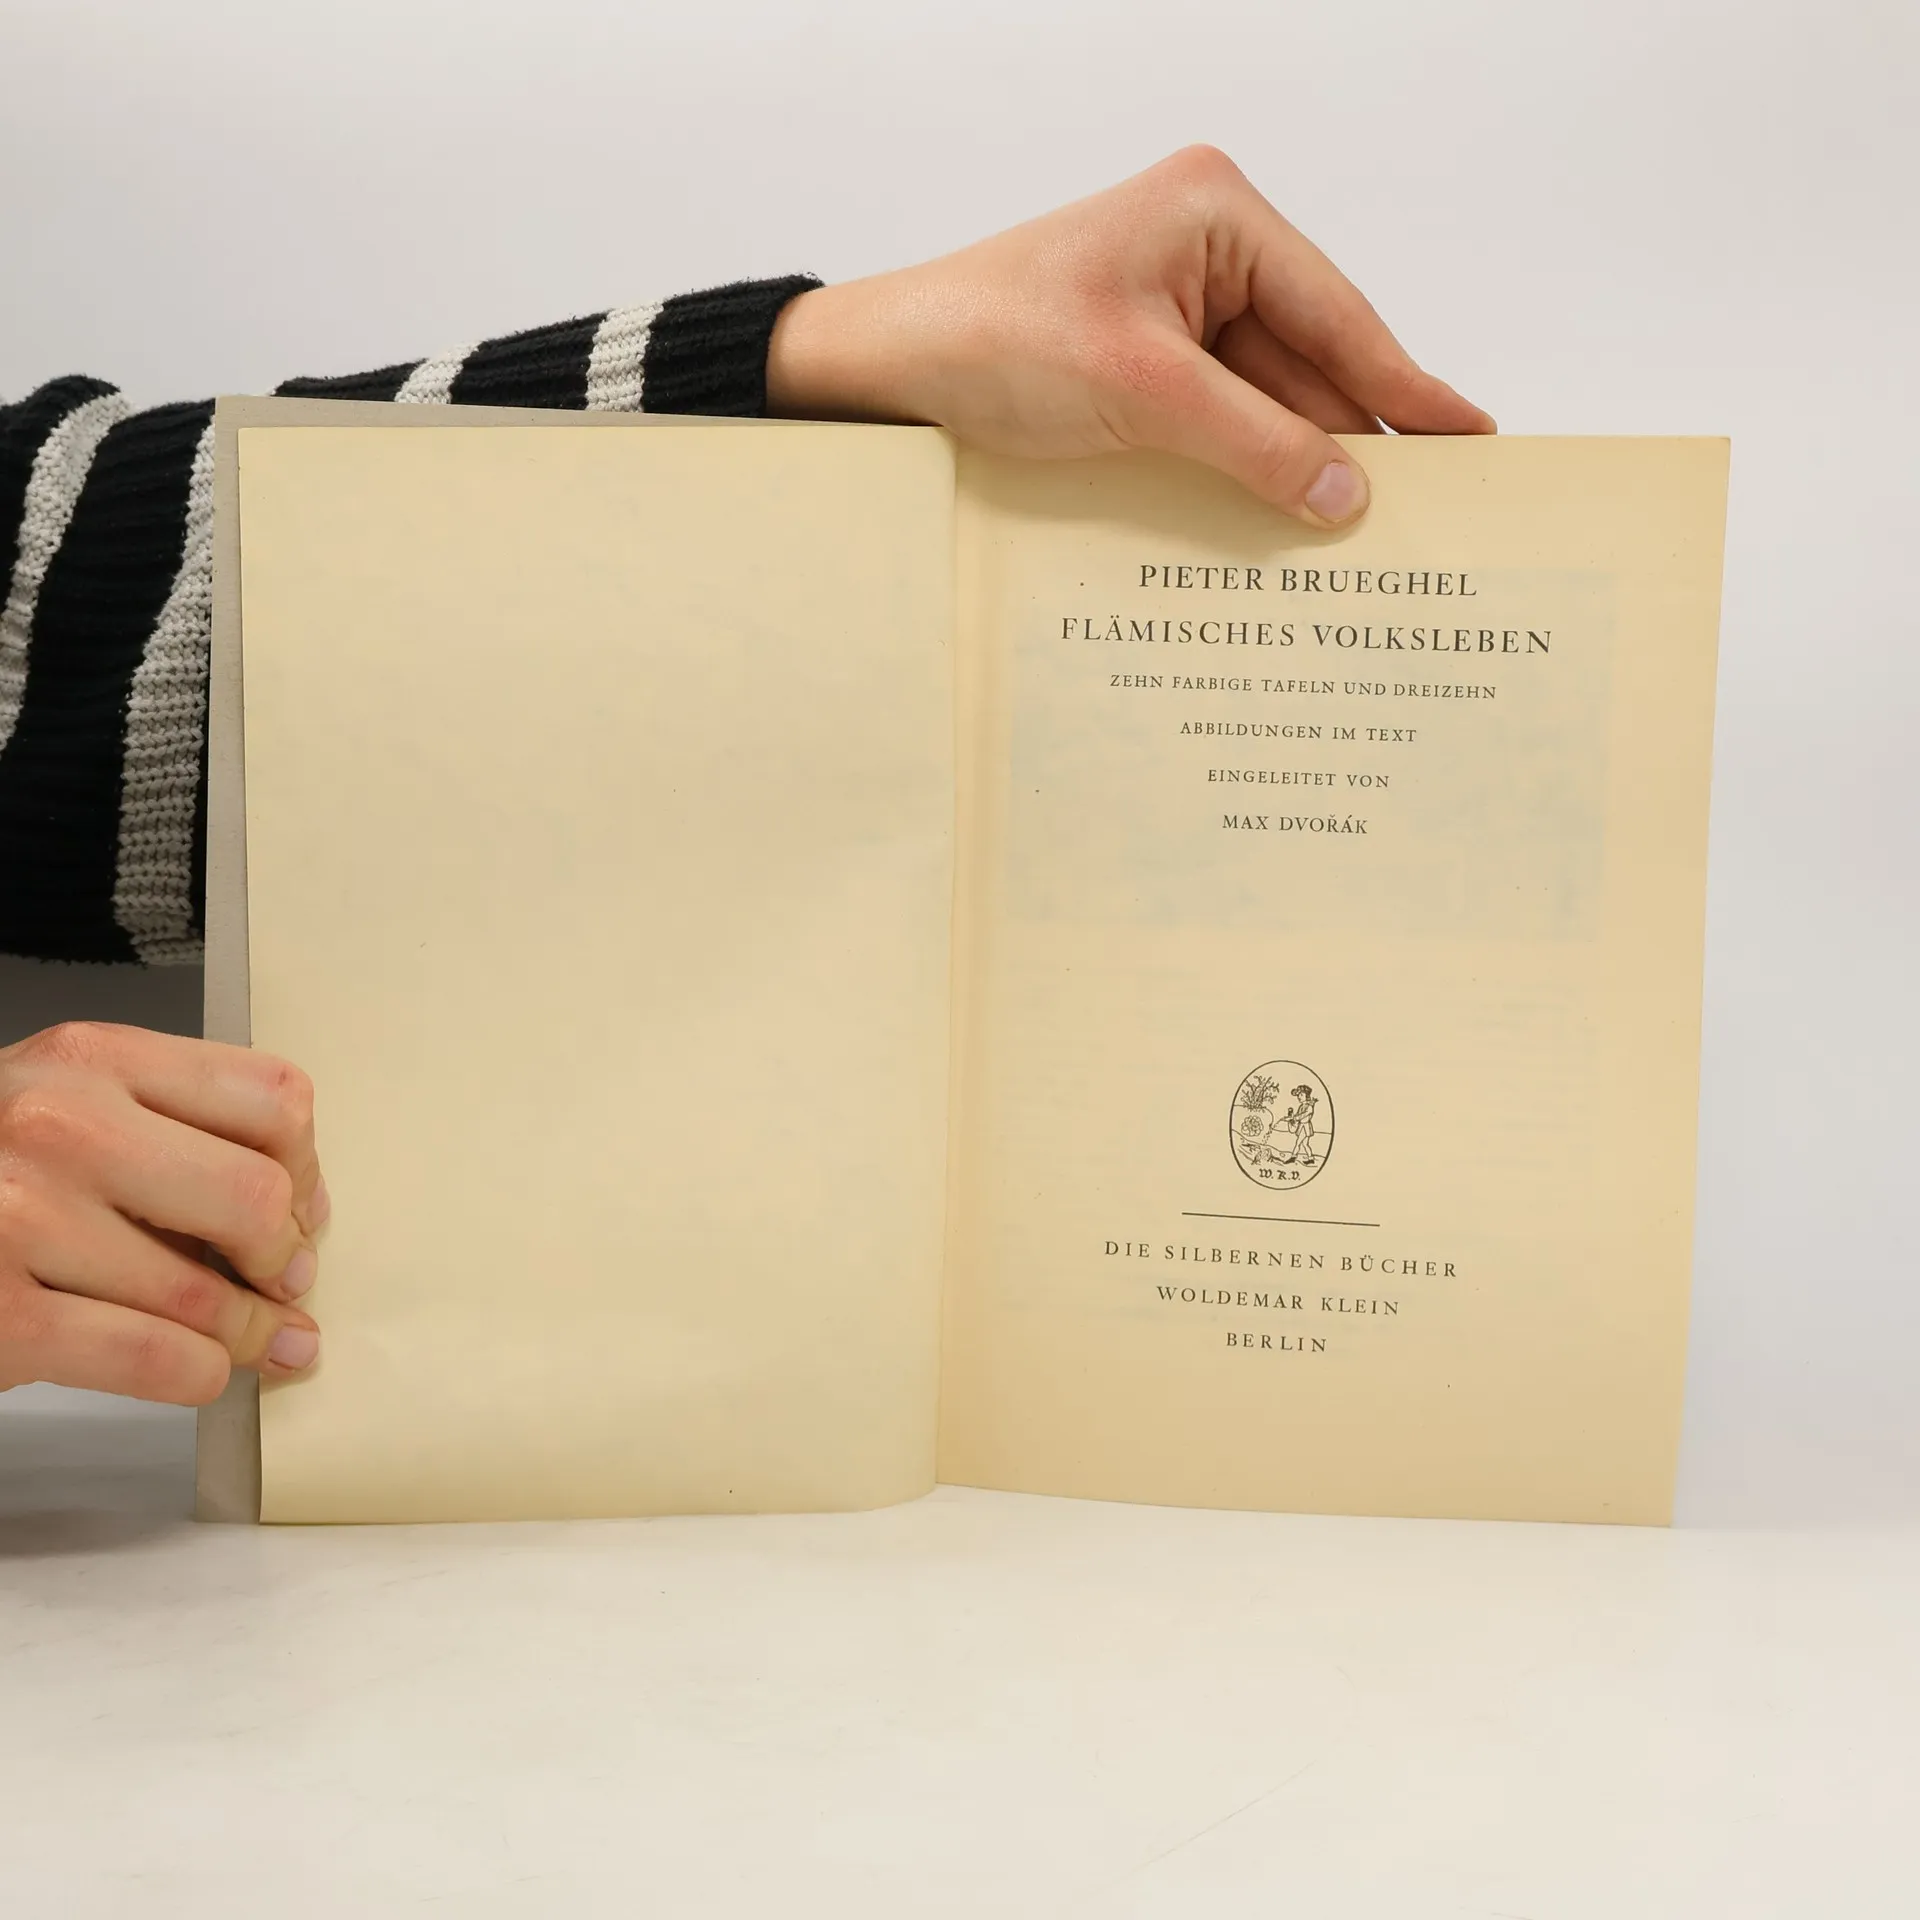 PIETER BRUEGHEL
FLÄMISCHES VOLKSLEBEN
ZEHN FARBIGE TAFELN UND DREIZEHN
ABBILDUNGEN IM TEXT
EINGELEITET VON
MAX DVOŘÁK
W. K. V.
DIE SILBERNEN BÜCHER
WOLDEMAR KLEIN
BERLIN